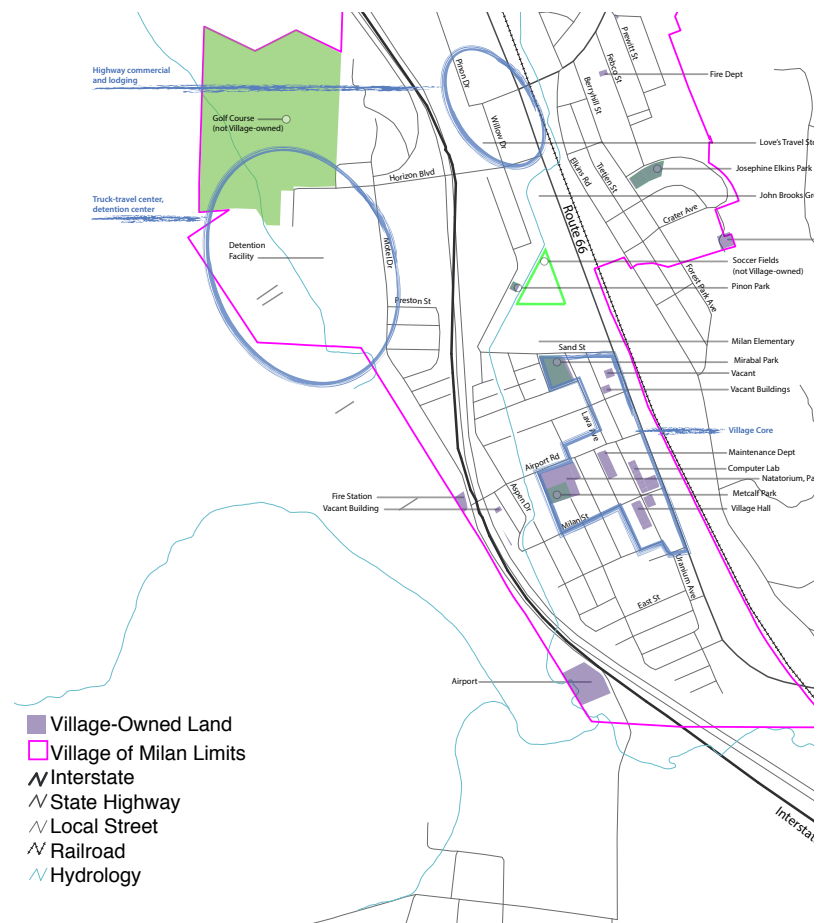 Highway commercial
and lodging
Golf Course
(not Village-owned)
Truck-travel center,
detention center
Detention
Facility
Pinon Dr
Willow Dr
Horizon Blvd
Motel Dr
Preston St
Prewitt St
Febco St
Berryhill St
Elkins Rd
Tietjen St
Route 66
Crater Ave
Forest Park Ave
Fire Dept
Love's Travel Sto
Josephine Elkins Park
John Brooks Gr
Soccer Fields
(not Village-owned)
Pinon Park
Milan Elementary
Sand St
Mirabal Park
Vacant
Vacant Buildings
Lava Ave
Village Core
Airport Rd
Maintenance Dept
Computer Lab
Natatorium, Pa
Aspen Dr
Metcalf Park
Fire Station
Vacant Building
Village Hall
Milan St
Uranium Ave
East St
Airport
Village-Owned Land
Village of Milan Limits
Interstate
State Highway
Local Street
Railroad
Hydrology
Interstat